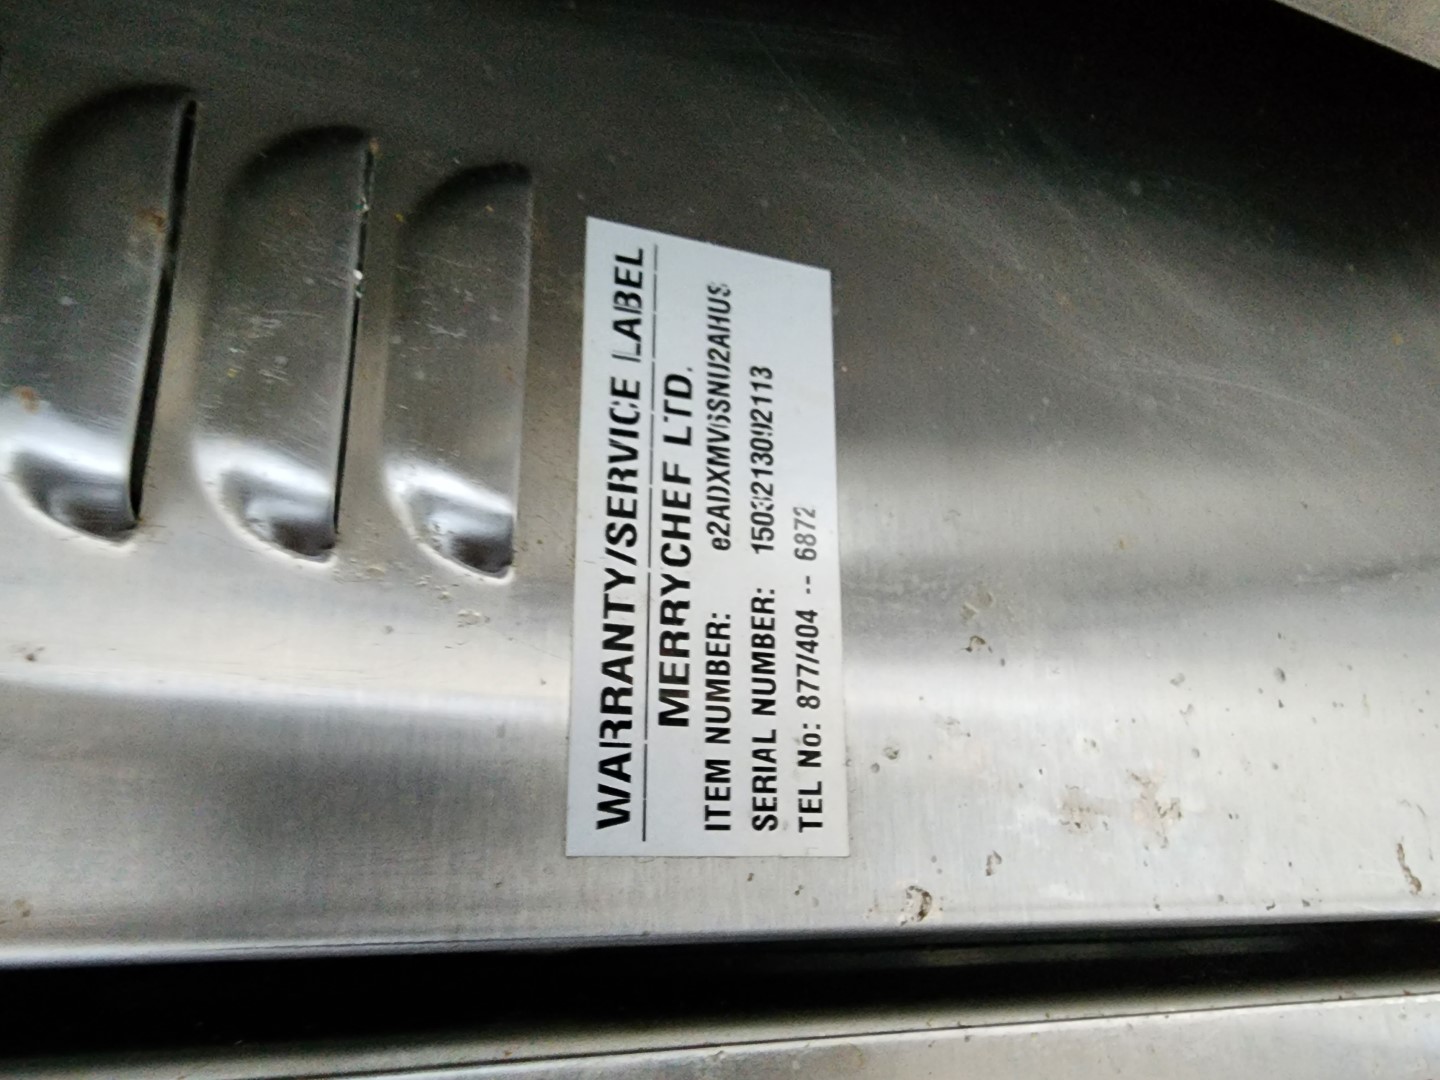 WARRANTY/SERVICE LABEL
MERRYCHEF LTD.
ITEM NUMBER: e2ADXMV6SNU2AHUS
SERIAL NUMBER: 1503213092113
TEL No: 877/404 -- 6872